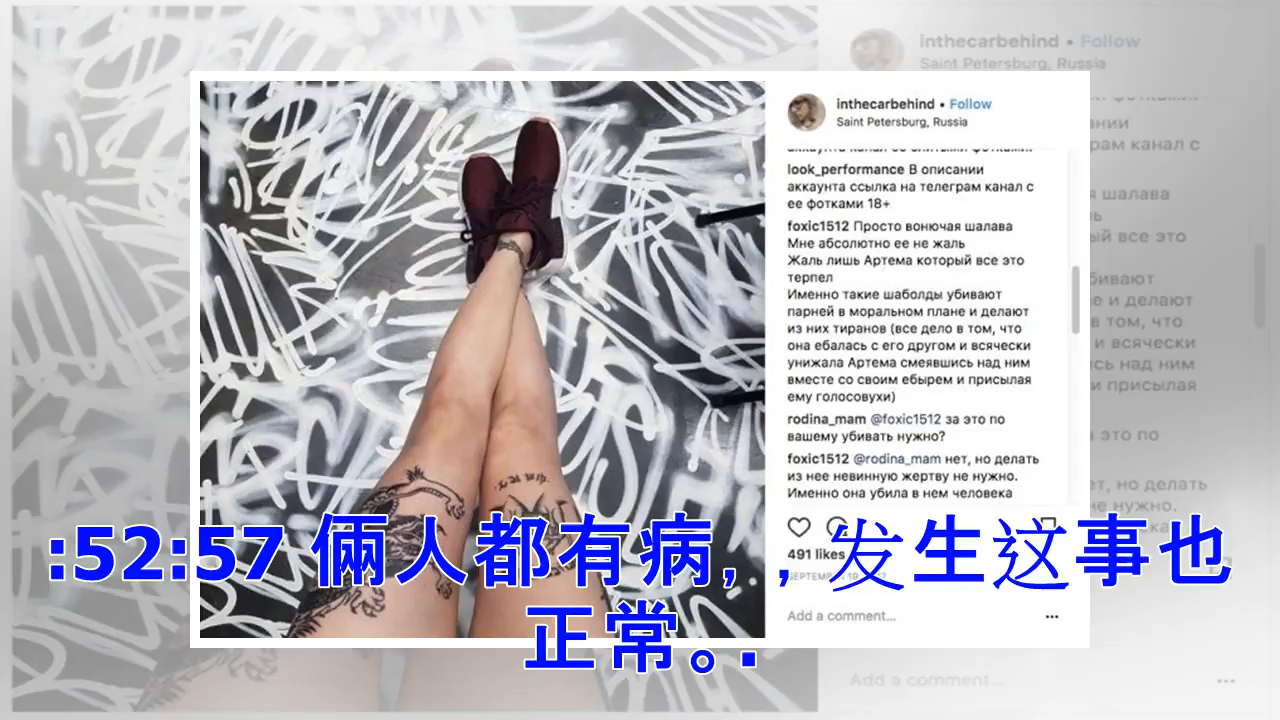 inthecarbehind • Follow
Saint Petersburg, Russia
look_performance В описании
аккаунта ссылка на телеграм канал с
ее фотками 18+
foxic1512 Просто вонючая шалава
Мне абсолютно ее не жаль
Жаль лишь Артема который все это
терпел
Именно такие шаболды убивают
парней в моральном плане и делают
из них тиранов (все дело в том, что
она ебалась с его другом и всячески
унижала Артема смеявшись над ним
вместе со своим ебырем и присылая
ему голосовухи)
rodina_mam @foxic1512 за это по
вашему убивать нужно?
foxic1512 @rodina_mam нет, но делать
из нее невинную жертву не нужно.
Именно она убила в нем человека
491 likes
Add a comment...
:52:57 俩人都有病，，发生这事也
正常。.